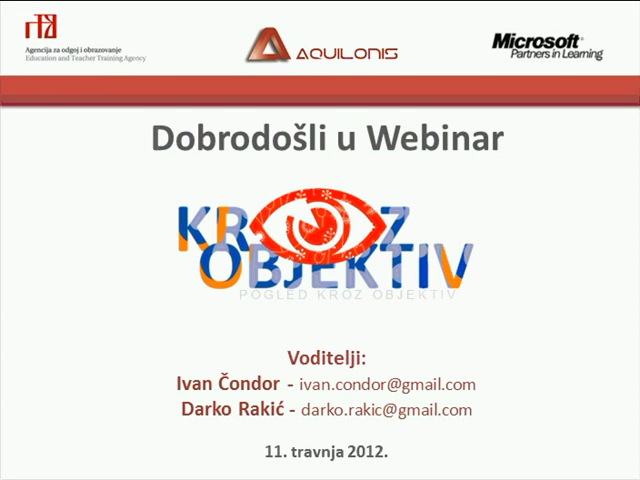 Agencija za odgoj i obrazovanje
Education and Teacher Training Agency
AQUILONIS
Microsoft®
Partners in Learning
Dobrodošli u Webinar
KROZ
OBJEKTIV
POGLED KROZ OBJEKTIV
Voditelji:
Ivan Čondor - ivan.condor@gmail.com
Darko Rakić - darko.rakic@gmail.com
11. travnja 2012.